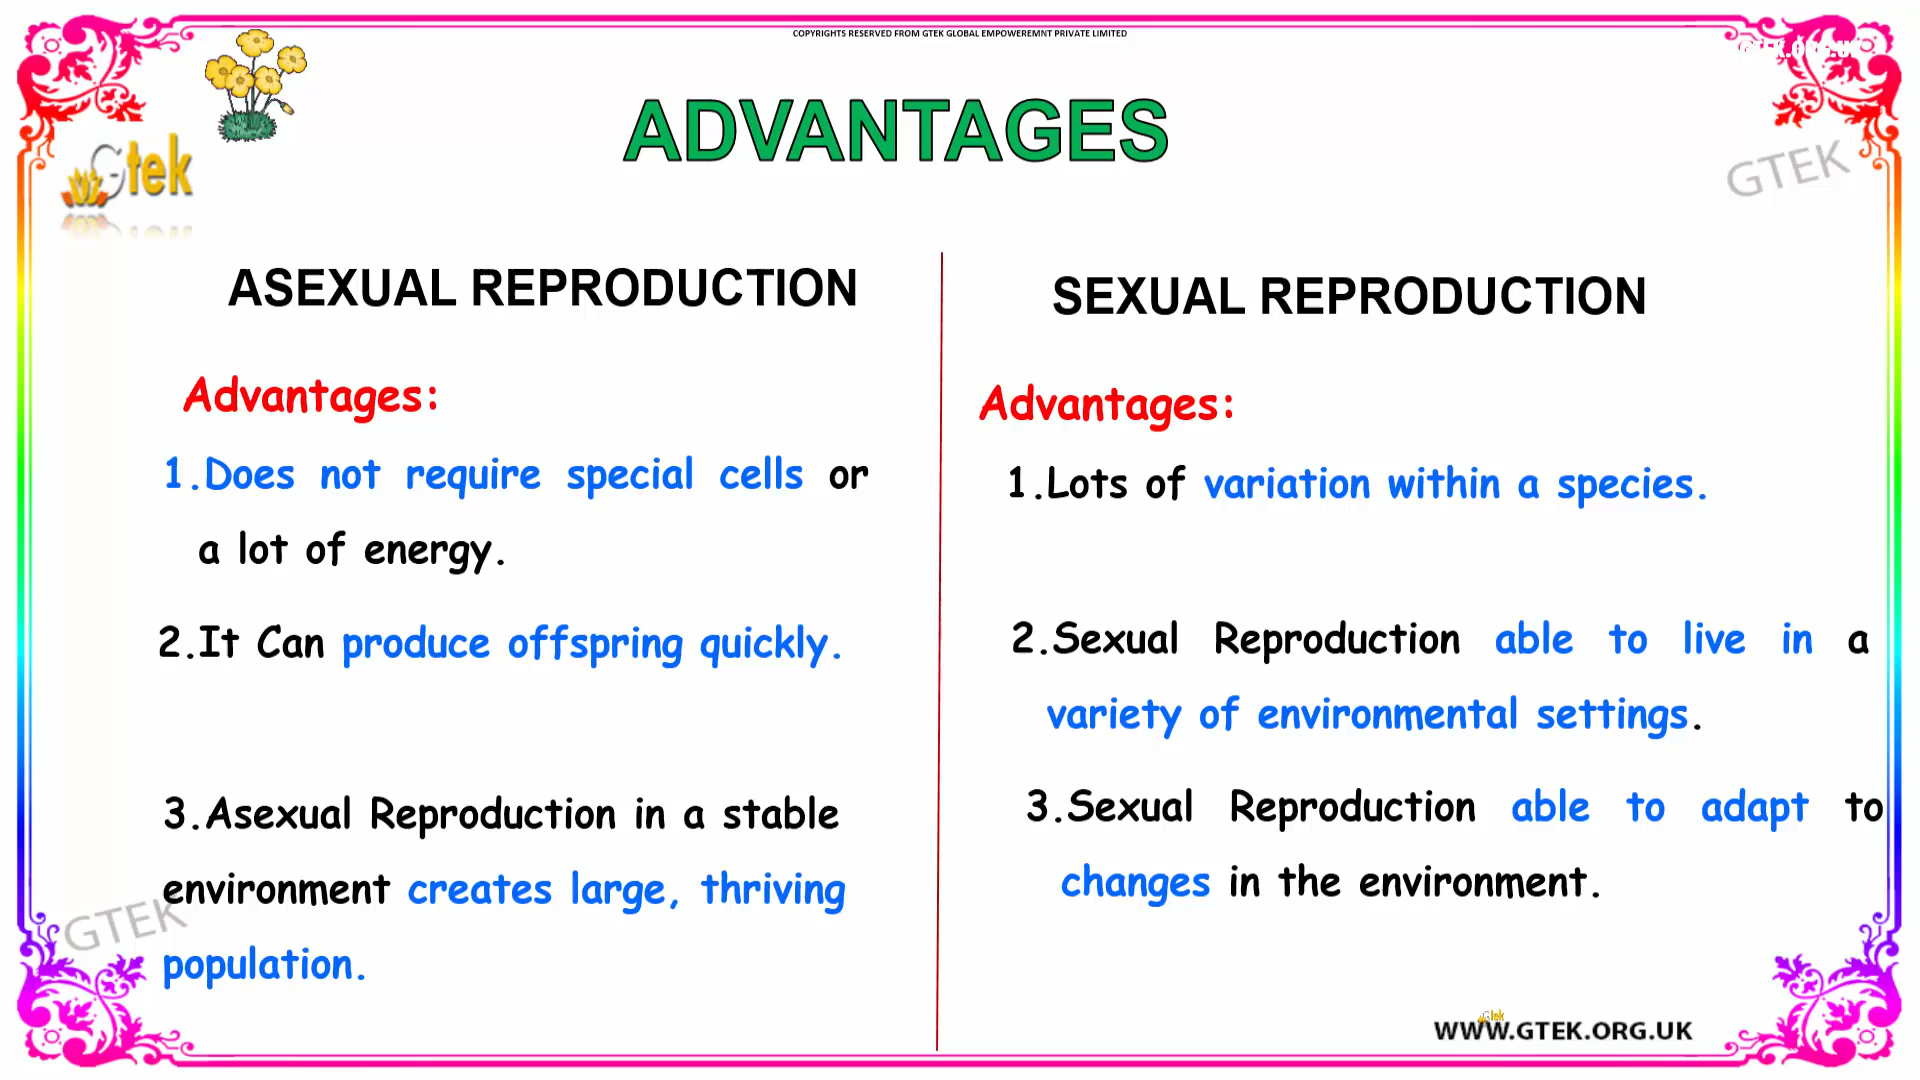 COPYRIGHTS RESERVED FROM GTEK GLOBAL EMPOWEREMNT PRIVATE LIMITED
GTEK.ORG.UK
Gtek
GTEK
ADVANTAGES
ASEXUAL REPRODUCTION
Advantages:
1.Does not require special cells or
a lot of energy.
2.It Can produce offspring quickly.
3.Asexual Reproduction in a stable
environment creates large, thriving
population.
GTEK
SEXUAL REPRODUCTION
Advantages:
1.Lots of variation within a species.
2.Sexual Reproduction able to live in a
variety of environmental settings.
3.Sexual Reproduction able to adapt to
changes in the environment.
Gtek
WWW.GTEK.ORG.UK